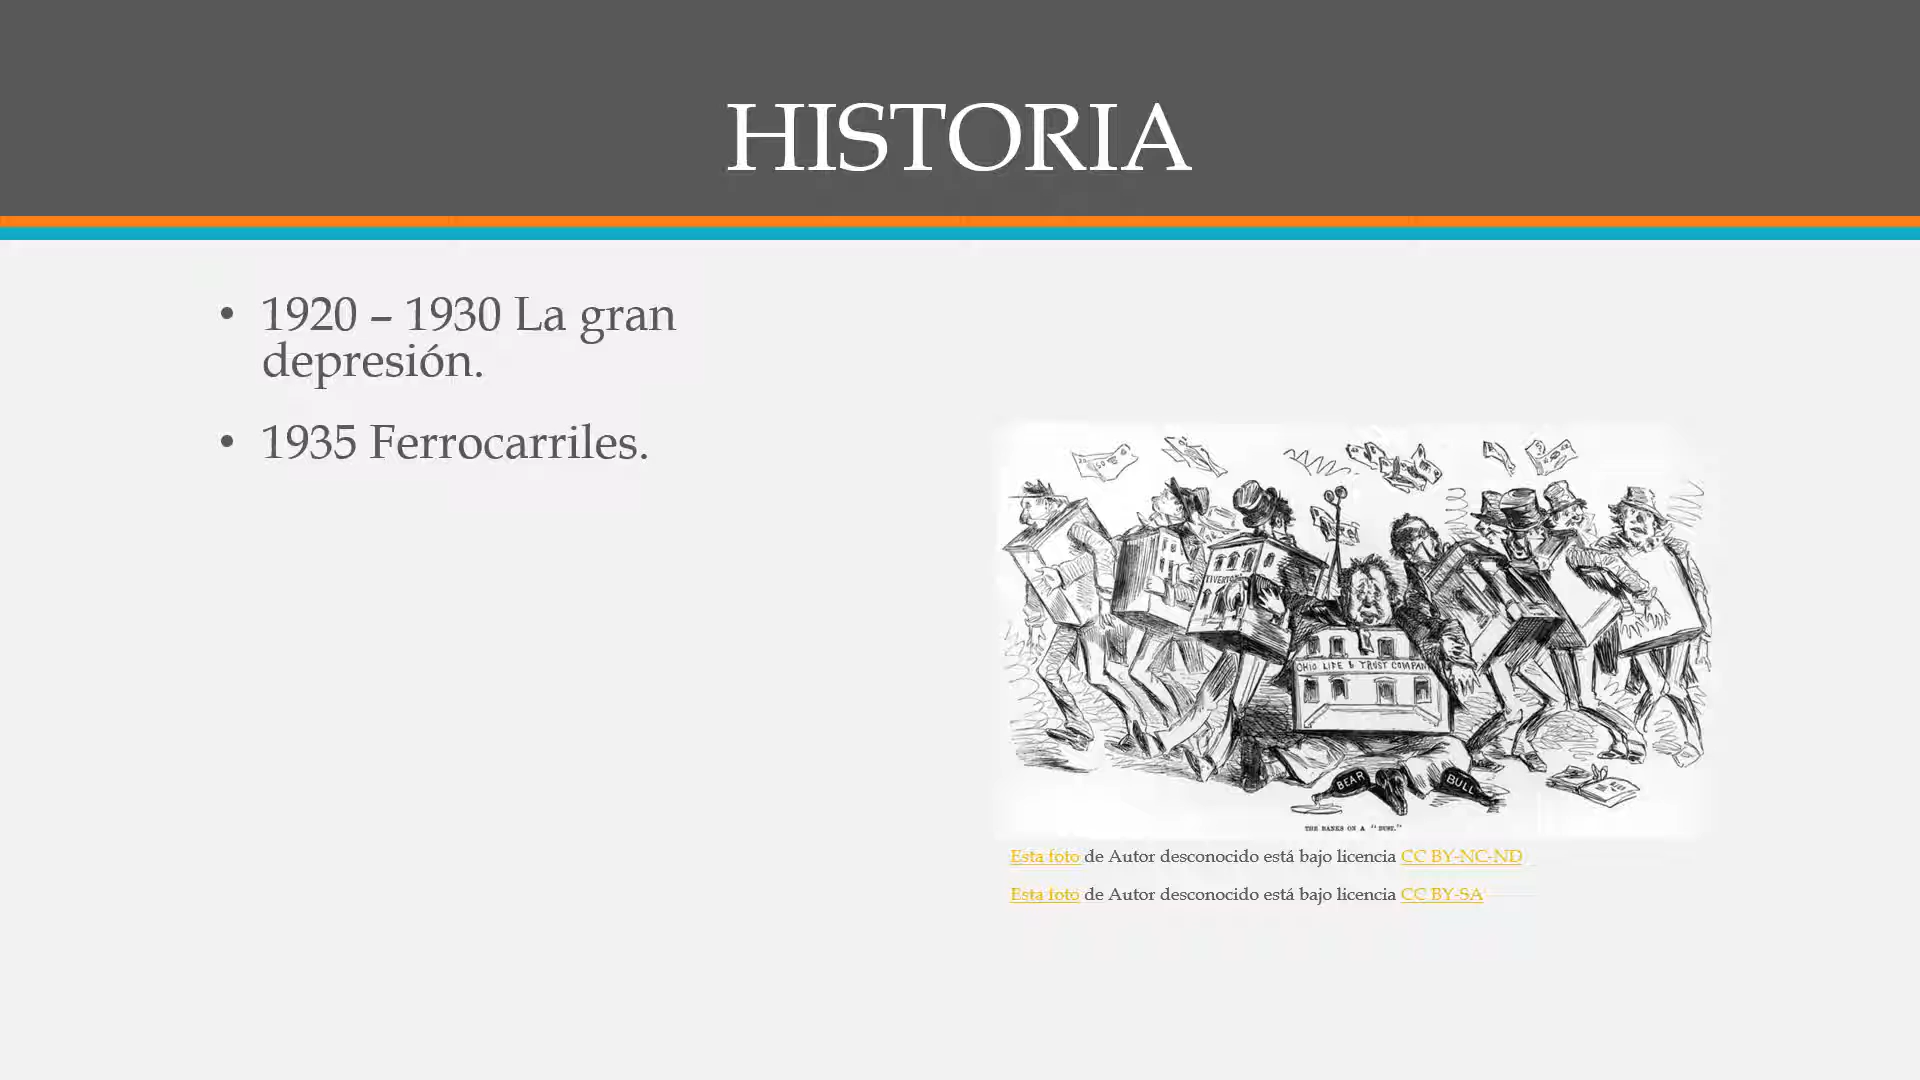 HISTORIA
• 1920 – 1930 La gran
depresión.
• 1935 Ferrocarriles.
OHIO LIFE & TRUST COMPAN
BEAR
BULL
THE BANKS ON A "BUST."
Esta foto de Autor desconocido está bajo licencia CC BY-NC-ND
Esta foto de Autor desconocido está bajo licencia CC BY-SA